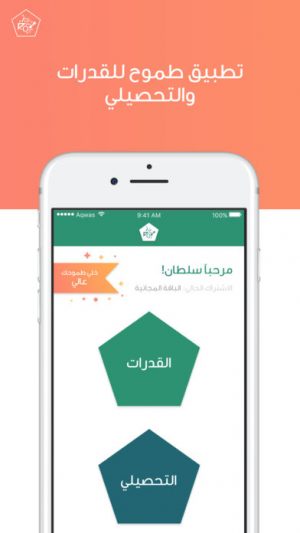 تطبيق طموح للقدرات
والتحصيلي
Aqwas 9:41 AM 100%
مرحباً سلطان!
الاشتراك الحالي: الباقة المجانية
خلي طموحك
عالي
القدرات
التحصيلي